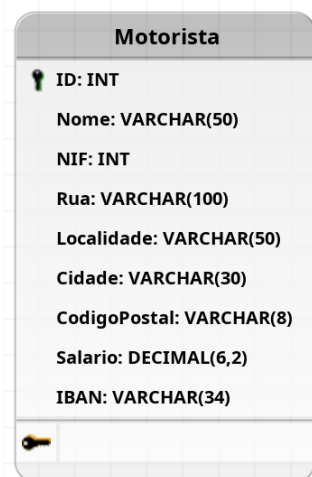 Motorista
ID: INT
Nome: VARCHAR(50)
NIF: INT
Rua: VARCHAR(100)
Localidade: VARCHAR(50)
Cidade: VARCHAR(30)
CodigoPostal: VARCHAR(8)
Salario: DECIMAL(6,2)
IBAN: VARCHAR(34)